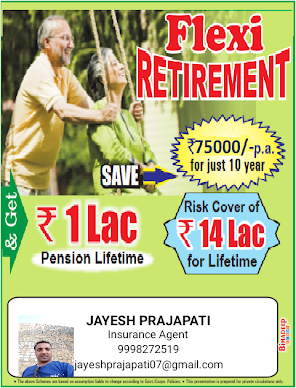 Flexi
RETIREMENT
₹75000/-p.a.
for just 10 year
SAVE
& Get
₹ 1 Lac
Pension Lifetime
Risk Cover of
₹ 14 Lac
for Lifetime
BIMADEEP
JAYESH PRAJAPATI
Insurance Agent
9998272519
jayeshprajapati07@gmail.com
• The above Schemes are based on assumption liable to change according to Govt./Corpn. Policies. • This presentation is prepared for private circulations only.